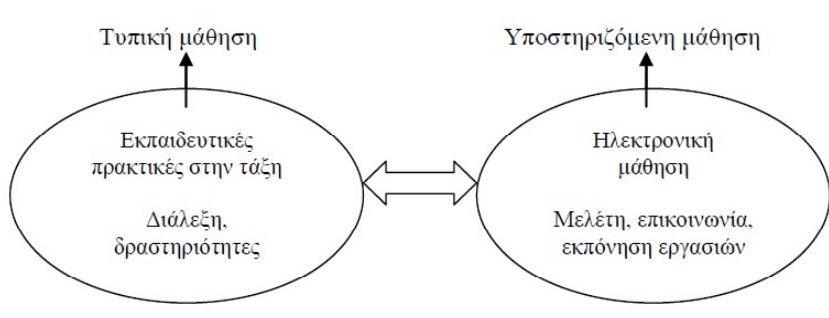 Τυπική μάθηση
Υποστηριζόμενη μάθηση
Εκπαιδευτικές
πρακτικές στην τάξη
Διάλεξη,
δραστηριότητες
Ηλεκτρονική
μάθηση
Μελέτη, επικοινωνία,
εκπόνηση εργασιών